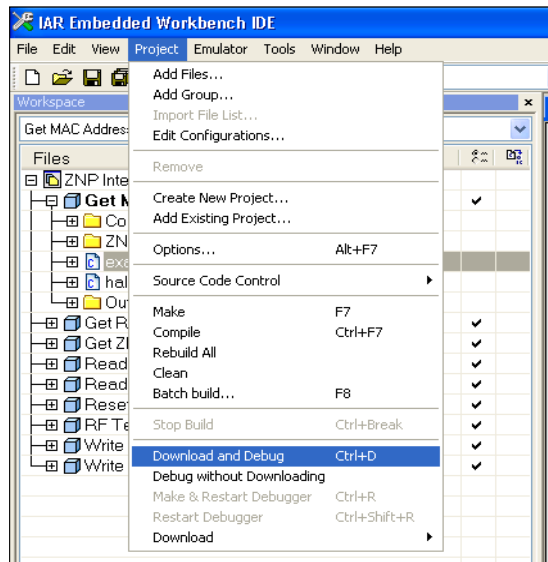 IAR Embedded Workbench IDE
File Edit View Project Emulator Tools Window Help
Workspace
Get MAC Addres
Files
ZNP Inte
Get M
Co
ZN
exa
hal
Ou
Get R
Get ZI
Read
Read
Rese
RF Te
Write
Write
Add Files...
Add Group...
Import File List...
Edit Configurations...
Remove
Create New Project...
Add Existing Project...
Options... Alt+F7
Source Code Control
Make F7
Compile Ctrl+F7
Rebuild All
Clean
Batch build... F8
Stop Build Ctrl+Break
Download and Debug Ctrl+D
Debug without Downloading
Make & Restart Debugger Ctrl+R
Restart Debugger Ctrl+Shift+R
Download